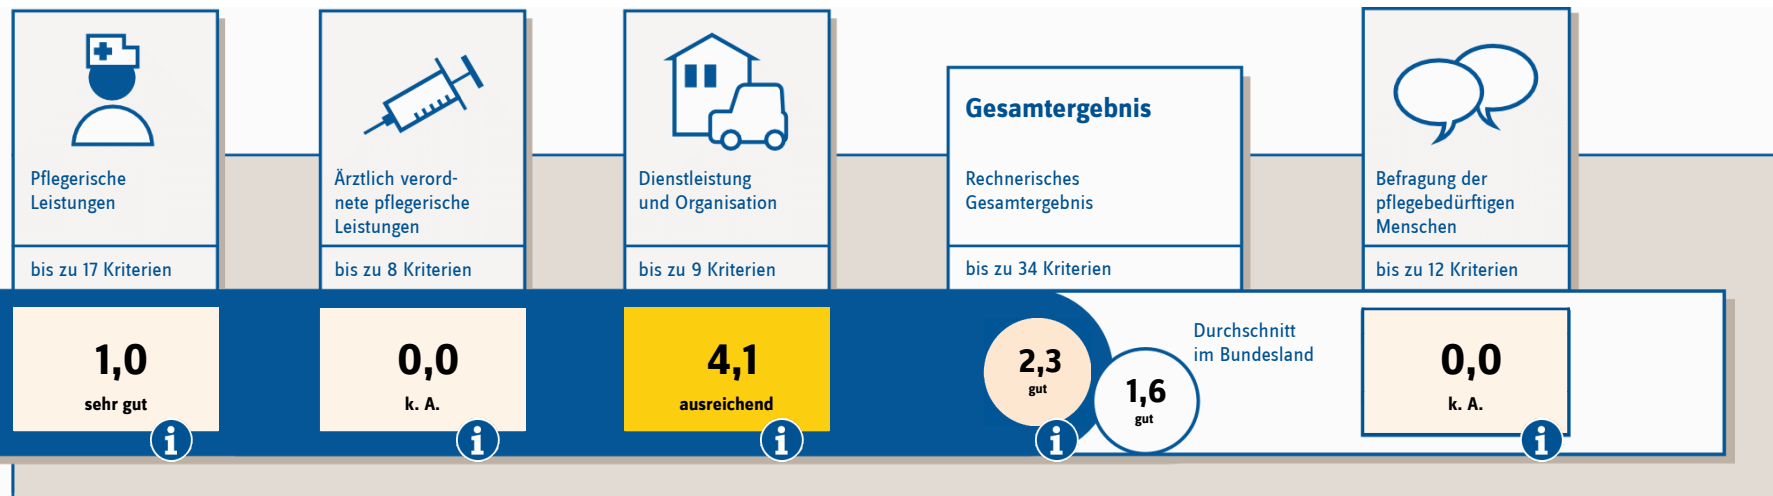 Pflegerische
Leistungen
bis zu 17 Kriterien
1,0
sehr gut
i
Ärztlich verord-
nete pflegerische
Leistungen
bis zu 8 Kriterien
0,0
k. A.
i
Dienstleistung
und Organisation
bis zu 9 Kriterien
4,1
ausreichend
i
Gesamtergebnis
Rechnerisches
Gesamtergebnis
bis zu 34 Kriterien
2,3
gut
i
1,6
gut
Durchschnitt
im Bundesland
Befragung der
pflegebedürftigen
Menschen
bis zu 12 Kriterien
0,0
k. A.
i